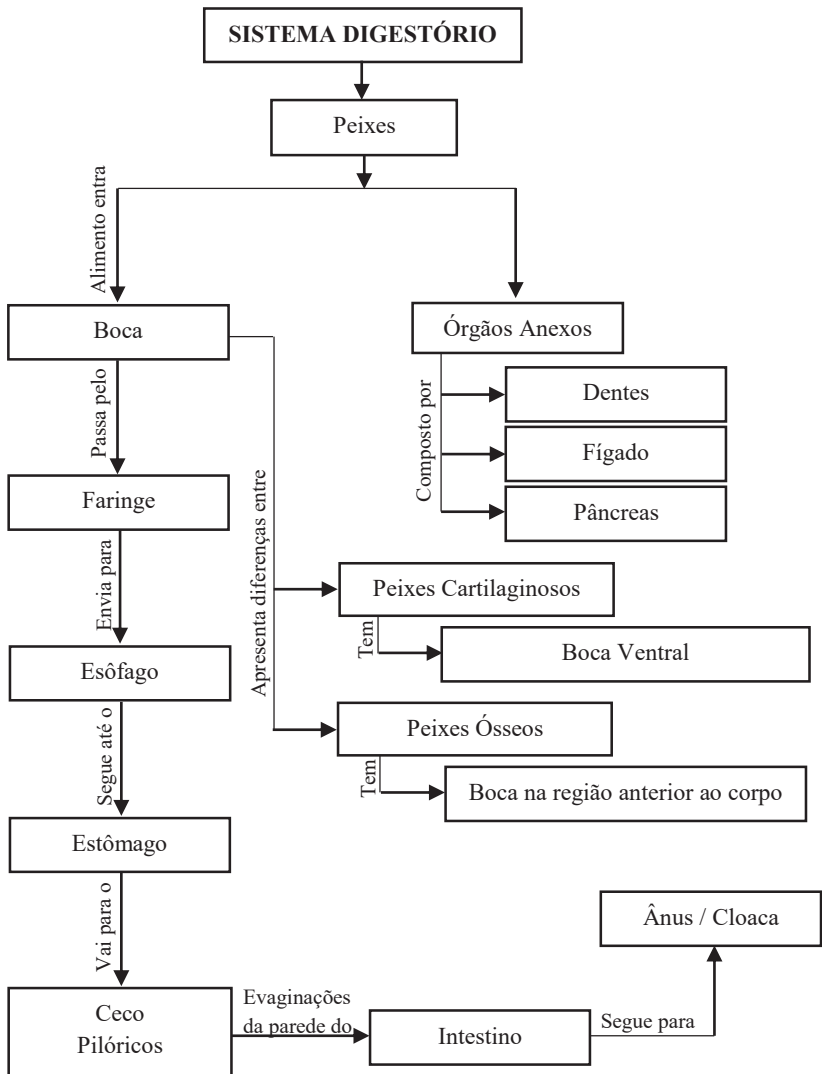 SISTEMA DIGESTÓRIO
Peixes
Alimento entra
Boca
Órgãos Anexos
Passa pelo
Composto por
Dentes
Fígado
Pâncreas
Faringe
Apresenta diferenças entre
Envia para
Peixes Cartilaginosos
Tem
Boca Ventral
Esôfago
Segue até o
Peixes Ósseos
Tem
Boca na região anterior ao corpo
Estômago
Vai para o
Ânus / Cloaca
Ceco
Pilóricos
Evaginações
da parede do
Intestino
Segue para